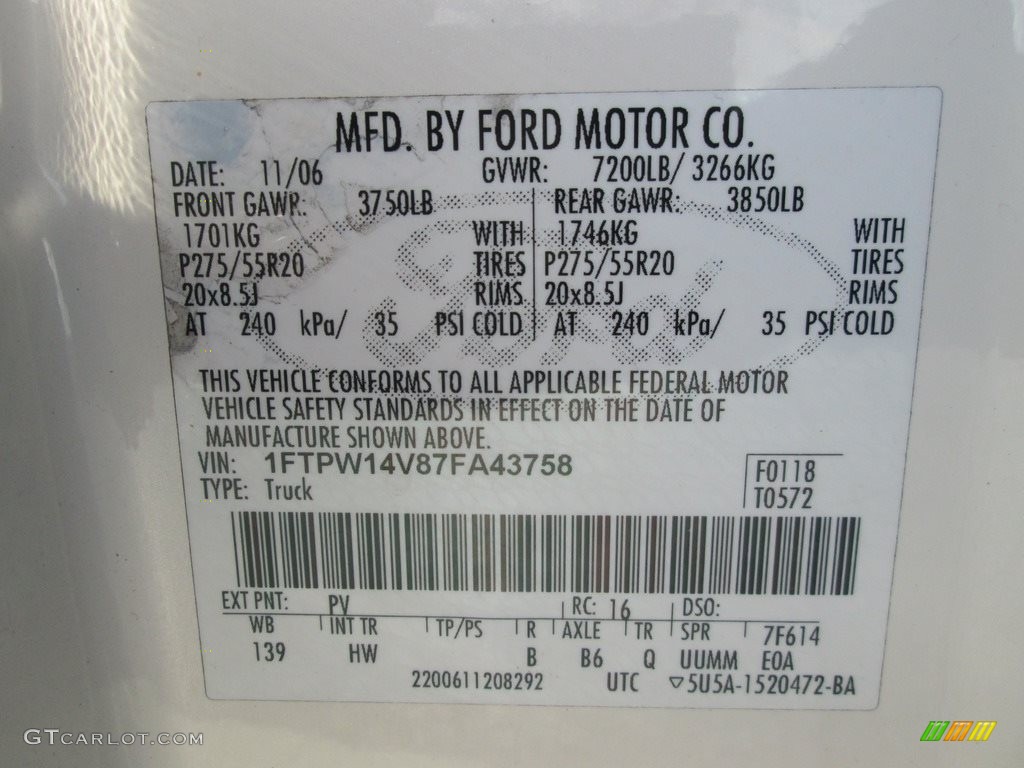 MFD. BY FORD MOTOR CO.
DATE: 11/06 GVWR: 7200LB/ 3266KG
FRONT GAWR: 3750LB REAR GAWR: 3850LB
1701KG WITH 1746KG WITH
P275/55R20 TIRES P275/55R20 TIRES
20x8.5J RIMS 20x8.5J RIMS
AT 240 kPa/ 35 PSI COLD AT 240 kPa/ 35 PSI COLD
Ford
THIS VEHICLE CONFORMS TO ALL APPLICABLE FEDERAL MOTOR
VEHICLE SAFETY STANDARDS IN EFFECT ON THE DATE OF
MANUFACTURE SHOWN ABOVE.
VIN: 1FTPW14V87FA43758
F0118
TYPE: Truck T0572
EXT PNT: PV RC: 16 DSO:
WB INT TR TP/PS R AXLE TR SPR 7F614
139 HW B B6 Q UUMM EOA
2200611208292 UTC ▽5U5A-1520472-BA
GTCARLOT.COM